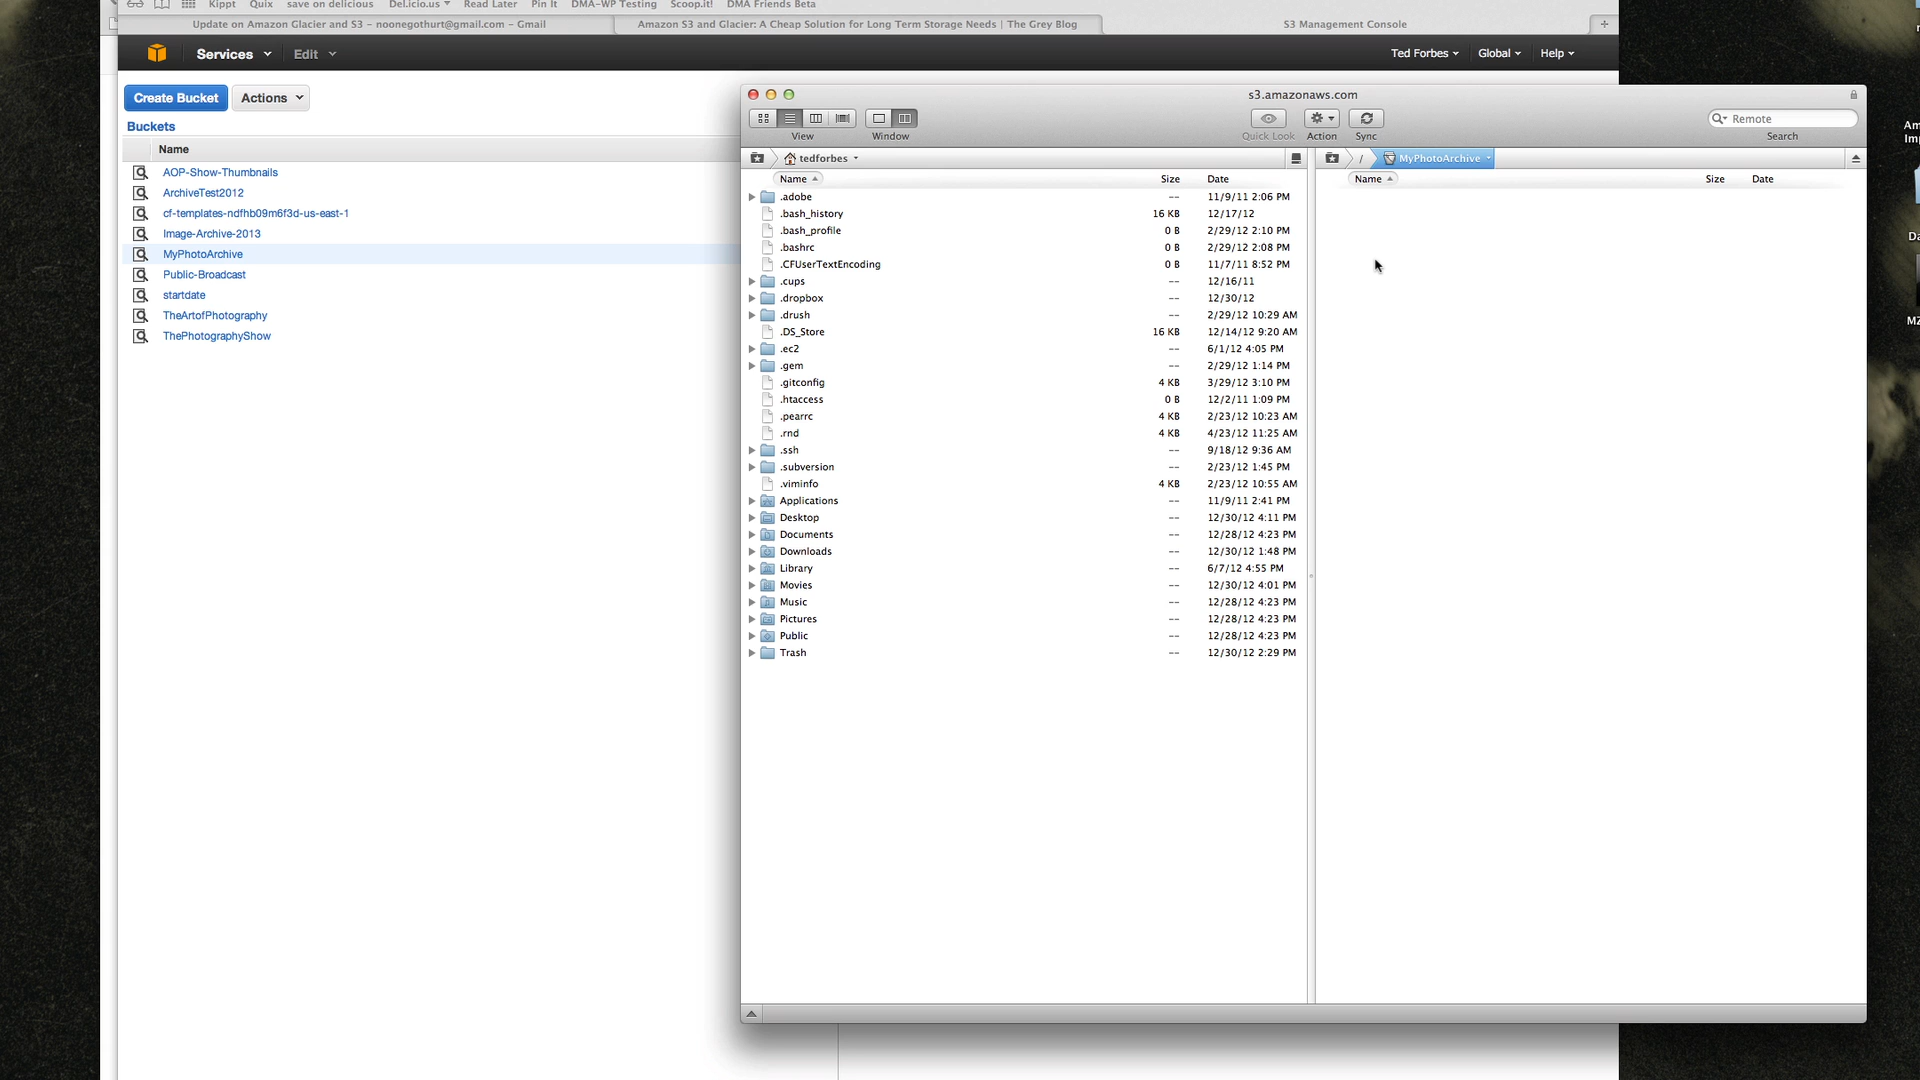 Kippt Quix save on delicious Del.icio.us Read Later Pin It DMA-WP Testing Scoop.it! DMA Friends Beta
Update on Amazon Glacier and S3 – noonegothurt@gmail.com – Gmail
Amazon S3 and Glacier: A Cheap Solution for Long Term Storage Needs | The Grey Blog
S3 Management Console
Services Edit
Ted Forbes Global Help
Create Bucket Actions
Buckets
Name
AOP-Show-Thumbnails
ArchiveTest2012
cf-templates-ndfhb09m6f3d-us-east-1
Image-Archive-2013
MyPhotoArchive
Public-Broadcast
startdate
TheArtofPhotography
ThePhotographyShow
s3.amazonaws.com
Remote
View Window Quick Look Action Sync Search
tedforbes
/ MyPhotoArchive
Name Size Date
Name Size Date
.adobe -- 11/9/11 2:06 PM
.bash_history 16 KB 12/17/12
.bash_profile 0 B 2/29/12 2:10 PM
.bashrc 0 B 2/29/12 2:08 PM
.CFUserTextEncoding 0 B 11/7/11 8:52 PM
.cups -- 12/16/11
.dropbox -- 12/30/12
.drush -- 2/29/12 10:29 AM
.DS_Store 16 KB 12/14/12 9:20 AM
.ec2 -- 6/1/12 4:05 PM
.gem -- 2/29/12 1:14 PM
.gitconfig 4 KB 3/29/12 3:10 PM
.htaccess 0 B 12/2/11 1:09 PM
.pearrc 4 KB 2/23/12 10:23 AM
.rnd 4 KB 4/23/12 11:25 AM
.ssh -- 9/18/12 9:36 AM
.subversion -- 2/23/12 1:45 PM
.viminfo 4 KB 2/23/12 10:55 AM
Applications -- 11/9/11 2:41 PM
Desktop -- 12/30/12 4:11 PM
Documents -- 12/28/12 4:23 PM
Downloads -- 12/30/12 1:48 PM
Library -- 6/7/12 4:55 PM
Movies -- 12/30/12 4:01 PM
Music -- 12/28/12 4:23 PM
Pictures -- 12/28/12 4:23 PM
Public -- 12/28/12 4:23 PM
Trash -- 12/30/12 2:29 PM